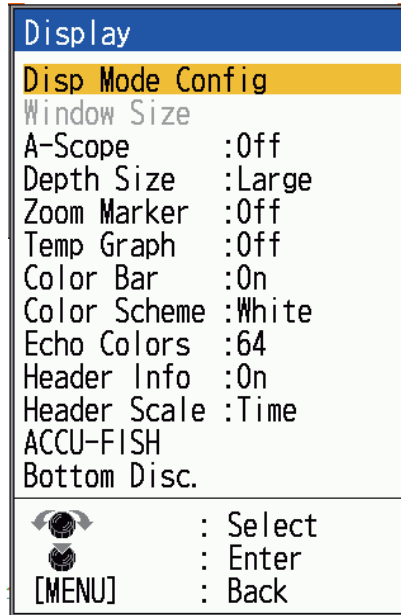 Display
Disp Mode Config
Window Size
A-Scope :Off
Depth Size :Large
Zoom Marker :Off
Temp Graph :Off
Color Bar :On
Color Scheme :White
Echo Colors :64
Header Info :On
Header Scale :Time
ACCU-FISH
Bottom Disc.
: Select
: Enter
[MENU] : Back